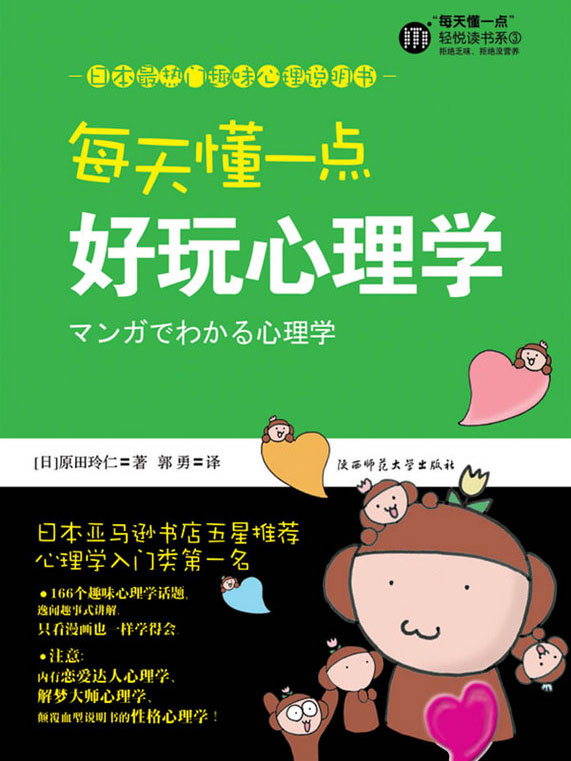 “每天懂一点”
轻悦读书系③
拒绝乏味、拒绝没营养
—日本最热门趣味心理说明书—
每天懂一点
好玩心理学
マンガでわかる心理学
[日]原田玲仁=著 郭 勇=译
陕西师范大学出版社
日本亚马逊书店五星推荐
心理学入门类第一名
●166个趣味心理学话题，
逸闻趣事式讲解，
只看漫画也一样学得会。
●注意：
内有恋爱达人心理学、
解梦大师心理学、
颠覆血型说明书的性格心理学！